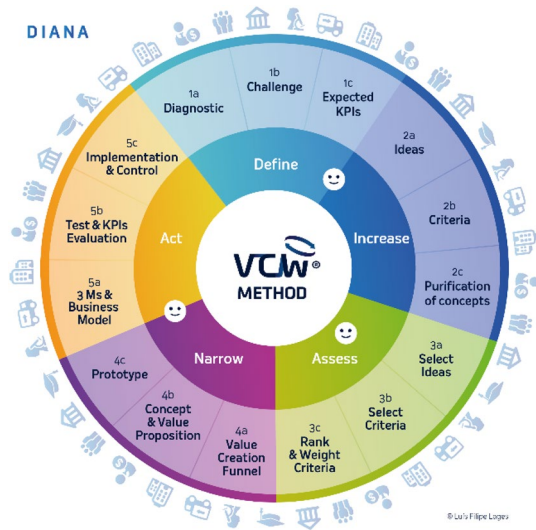 DIANA
1a
Diagnostic
1b
Challenge
1c
Expected
KPIs
2a
Ideas
2b
Criteria
2c
Purification
of concepts
3a
Select
Ideas
3b
Select
Criteria
3c
Rank
& Weight
Criteria
4a
Value
Creation
Funnel
4b
Concept
& Value
Proposition
4c
Prototype
5a
3 Ms &
Business
Model
5b
Test & KPIs
Evaluation
5c
Implementation
& Control
Define
Increase
Assess
Narrow
Act
VCW®
METHOD
© Luís Filipe Lages